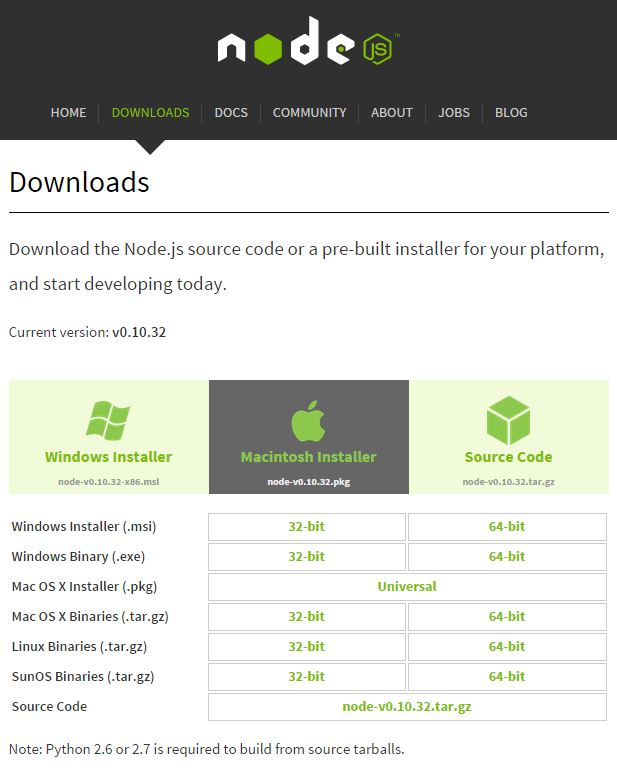 node JS ™
HOME DOWNLOADS DOCS COMMUNITY ABOUT JOBS BLOG
Downloads
Download the Node.js source code or a pre-built installer for your platform,
and start developing today.
Current version: v0.10.32
Windows Installer Macintosh Installer Source Code
node-v0.10.32-x86.msi node-v0.10.32.pkg node-v0.10.32.tar.gz
Windows Installer (.msi) 32-bit 64-bit
Windows Binary (.exe) 32-bit 64-bit
Mac OS X Installer (.pkg) Universal
Mac OS X Binaries (.tar.gz) 32-bit 64-bit
Linux Binaries (.tar.gz) 32-bit 64-bit
SunOS Binaries (.tar.gz) 32-bit 64-bit
Source Code node-v0.10.32.tar.gz
Note: Python 2.6 or 2.7 is required to build from source tarballs.